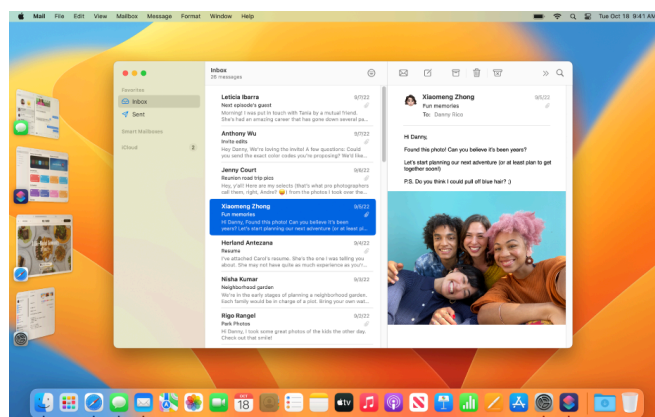 Mail File Edit View Mailbox Message Format Window Help
Tue Oct 18 9:41 AM
Favorites
Inbox
Sent
Smart Mailboxes
iCloud
Inbox
26 messages
Leticia Ibarra 9/7/22
Next episode's guest
Morning! I was put in touch with Tania by a mutual friend.
She's had an amazing career that has gone down several pa...
Anthony Wu 9/7/22
Invite edits
Hey Danny, We're loving the invite! A few questions: Could
you send the exact color codes you're proposing? We'd like...
Jenny Court 9/6/22
Reunion road trip pics
Hey, y'all! Here are my selects (that's what pro photographers
call them, right, Andre? 😄) from the photos I took over the...
Xiaomeng Zhong 9/5/22
Fun memories
Hi Danny, Found this photo! Can you believe it's been
years? Let's start planning our next adventure (or at least pl...
Herland Antezana 9/4/22
Resume
I've attached Carol's resume. She's the one I was telling you
about. She may not have quite as much experience as you'r...
Nisha Kumar 9/3/22
Neighborhood garden
We're in the early stages of planning a neighborhood garden.
Each family would be in charge of a plot. Bring your own wat...
Rigo Rangel 9/2/22
Park Photos
Hi Danny, I took some great photos of the kids the other day.
Check out that smile!
Xiaomeng Zhong 9/5/22
Fun memories
To: Danny Rico
Hi Danny,
Found this photo! Can you believe it's been years?
Let's start planning our next adventure (or at least plan to get
together soon!)
P.S. Do you think I could pull off blue hair? :)
OCT
18
tv